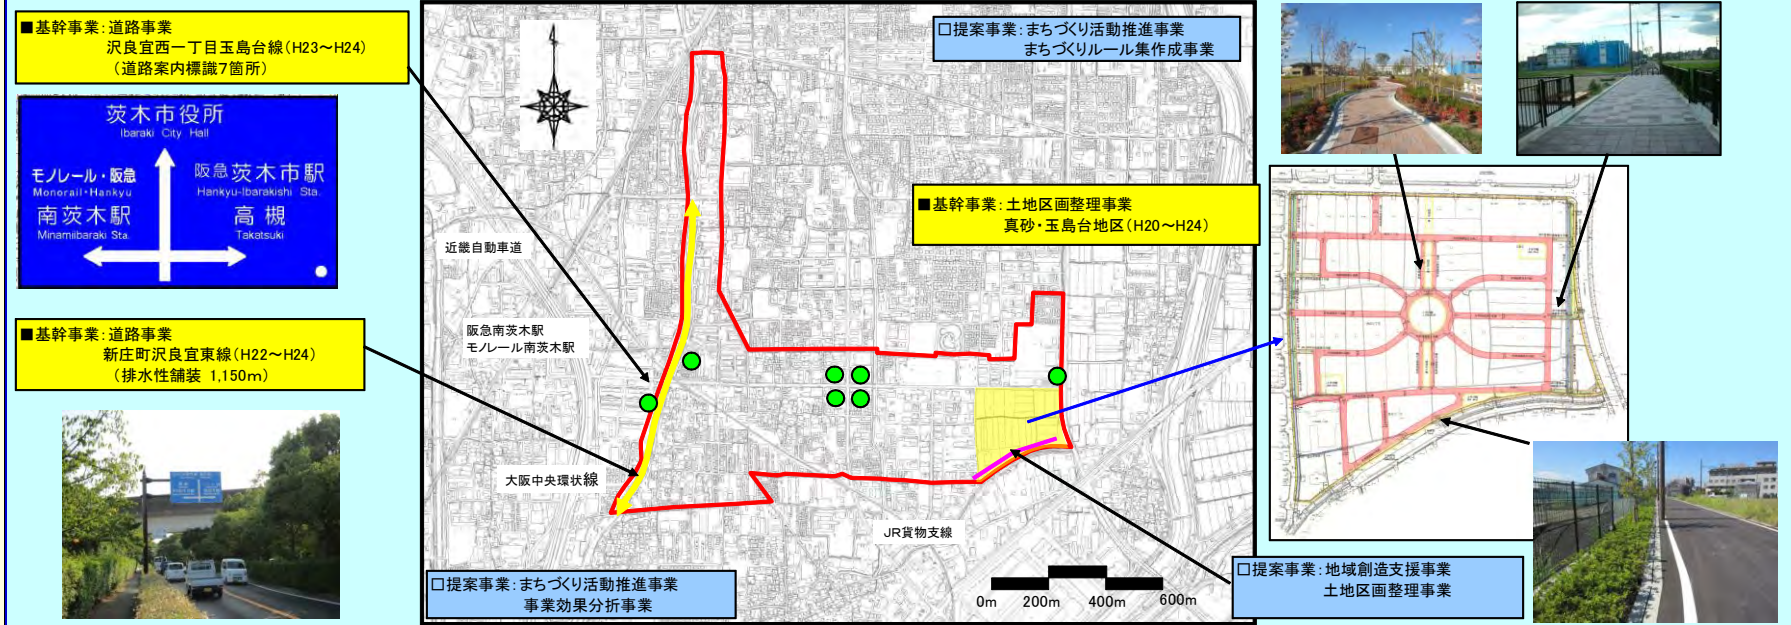 ■基幹事業：道路事業
沢良宜西一丁目玉島台線（H23～H24）
（道路案内標識7箇所）
茨木市役所
Ibaraki City Hall
モノレール・阪急
Monorail・Hankyu
南茨木駅
Minamiibaraki Sta.
阪急茨木市駅
Hankyu-Ibarakishi Sta.
高槻
Takatsuki
■基幹事業：道路事業
新庄町沢良宜東線（H22～H24）
（排水性舗装 1,150m）
□提案事業：まちづくり活動推進事業
まちづくりルール集作成事業
■基幹事業：土地区画整理事業
真砂・玉島台地区（H20～H24）
近畿自動車道
阪急南茨木駅
モノレール南茨木駅
大阪中央環状線
JR貨物支線
□提案事業：まちづくり活動推進事業
事業効果分折事業
0m 200m 400m 600m
□提案事業：地域創造支援事業
土地区画整理事業